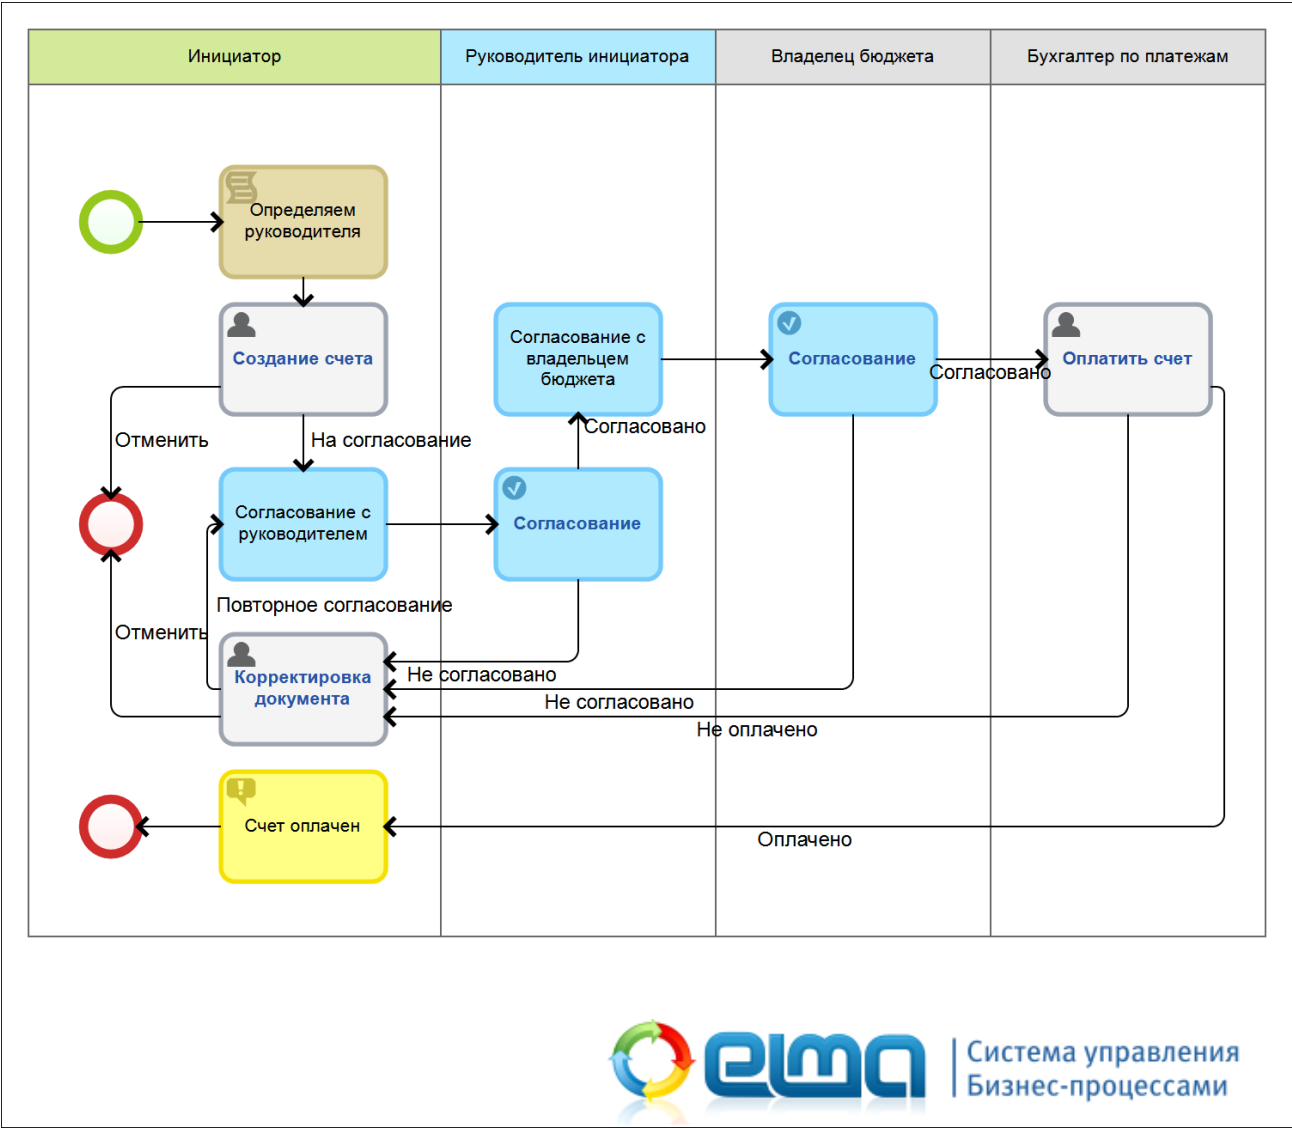 Инициатор
Руководитель инициатора
Владелец бюджета
Бухгалтер по платежам
Определяем
руководителя
Создание счета
Согласование с
владельцем
бюджета
Согласование
Оплатить счет
Согласовано
Согласовано
Отменить
На согласование
Согласование с
руководителем
Согласование
Повторное согласование
Отменить
Корректировка
документа
Не согласовано
Не согласовано
Не оплачено
Счет оплачен
Оплачено
elma
Система управления
Бизнес-процессами